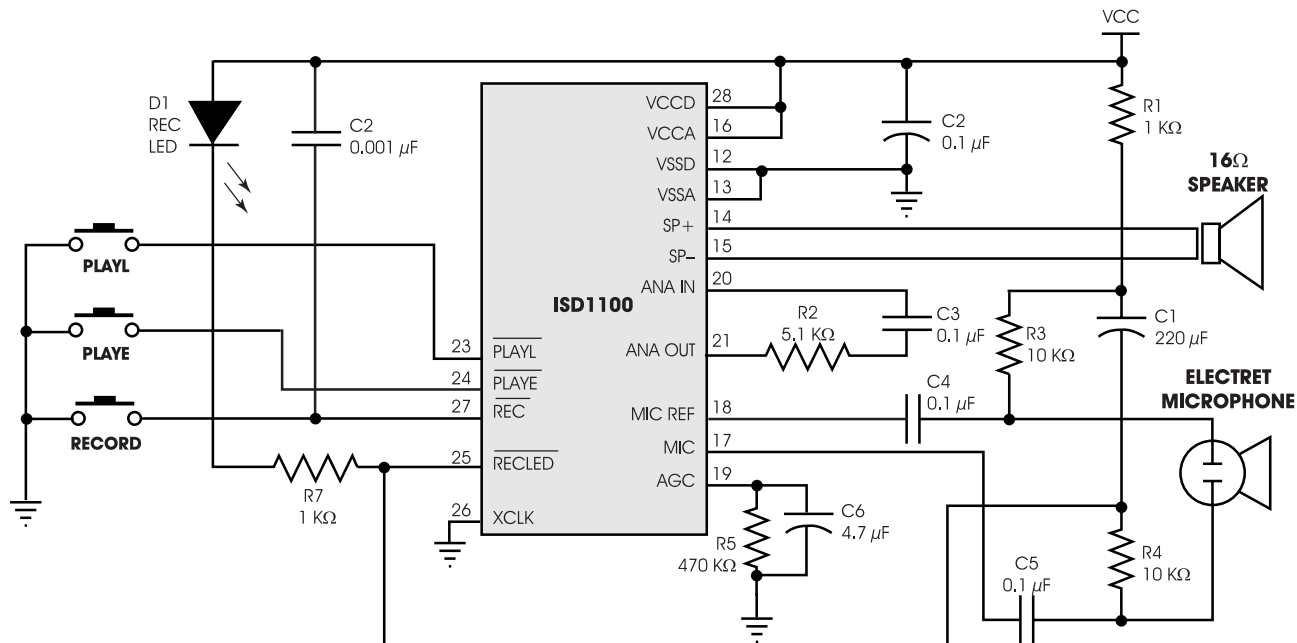 VCC
D1
REC
LED
C2
0.001 µF
C2
0.1 µF
R1
1 KΩ
16Ω
SPEAKER
ISD1100
VCCD
28
VCCA
16
VSSD
12
VSSA
13
SP+
14
SP–
15
ANA IN
20
ANA OUT
21
MIC REF
18
MIC
17
AGC
19
23
PLAYL
24
PLAYE
27
REC
25
RECLED
26
XCLK
PLAYL
PLAYE
RECORD
R7
1 KΩ
R2
5.1 KΩ
C3
0.1 µF
R3
10 KΩ
C1
220 µF
C4
0.1 µF
ELECTRET
MICROPHONE
R5
470 KΩ
C6
4.7 µF
C5
0.1 µF
R4
10 KΩ